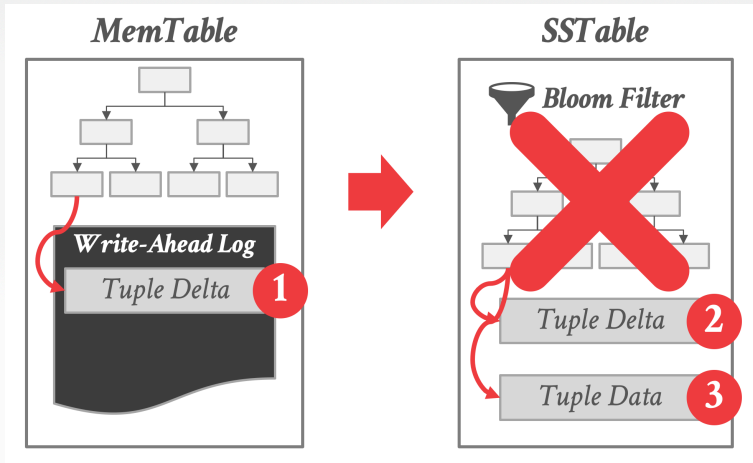 MemTable
SSTable
Bloom Filter
Write-Ahead Log
Tuple Delta
1
Tuple Delta
2
Tuple Data
3